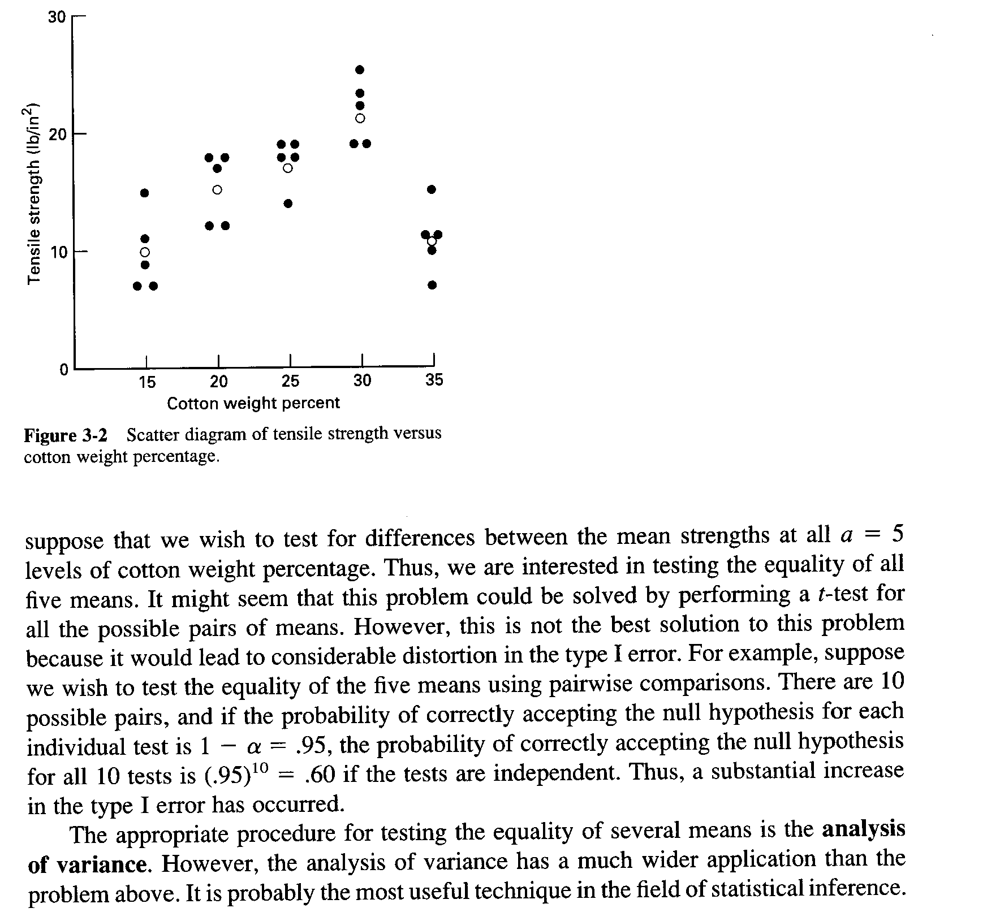 30
20
10
0
Tensile strength (lb/in²)
15 20 25 30 35
Cotton weight percent
Figure 3-2 Scatter diagram of tensile strength versus
cotton weight percentage.
suppose that we wish to test for differences between the mean strengths at all a = 5
levels of cotton weight percentage. Thus, we are interested in testing the equality of all
five means. It might seem that this problem could be solved by performing a t-test for
all the possible pairs of means. However, this is not the best solution to this problem
because it would lead to considerable distortion in the type I error. For example, suppose
we wish to test the equality of the five means using pairwise comparisons. There are 10
possible pairs, and if the probability of correctly accepting the null hypothesis for each
individual test is 1 − α = .95, the probability of correctly accepting the null hypothesis
for all 10 tests is (.95)¹⁰ = .60 if the tests are independent. Thus, a substantial increase
in the type I error has occurred.
The appropriate procedure for testing the equality of several means is the analysis
of variance. However, the analysis of variance has a much wider application than the
problem above. It is probably the most useful technique in the field of statistical inference.